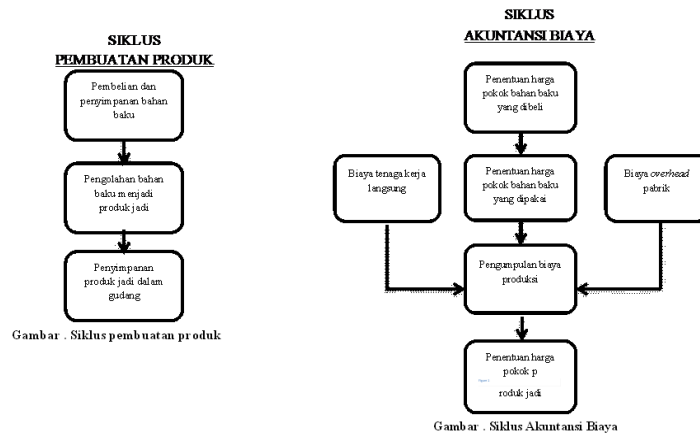 SIKLUS
PEMBUATAN PRODUK
Pembelian dan
penyimpanan bahan
baku
Pengolahan bahan
baku menjadi
produk jadi
Penyimpanan
produk jadi dalam
gudang
Gambar . Siklus pembuatan produk
SIKLUS
AKUNTANSI BIAYA
Penentuan harga
pokok bahan baku
yang dibeli
Biaya tenaga kerja
langsung
Penentuan harga
pokok bahan baku
yang dipakai
Biaya overhead
pabrik
Pengumpulan biaya
produksi
Penentuan harga
pokok p
roduk jadi
Gambar . Siklus Akuntansi Biaya